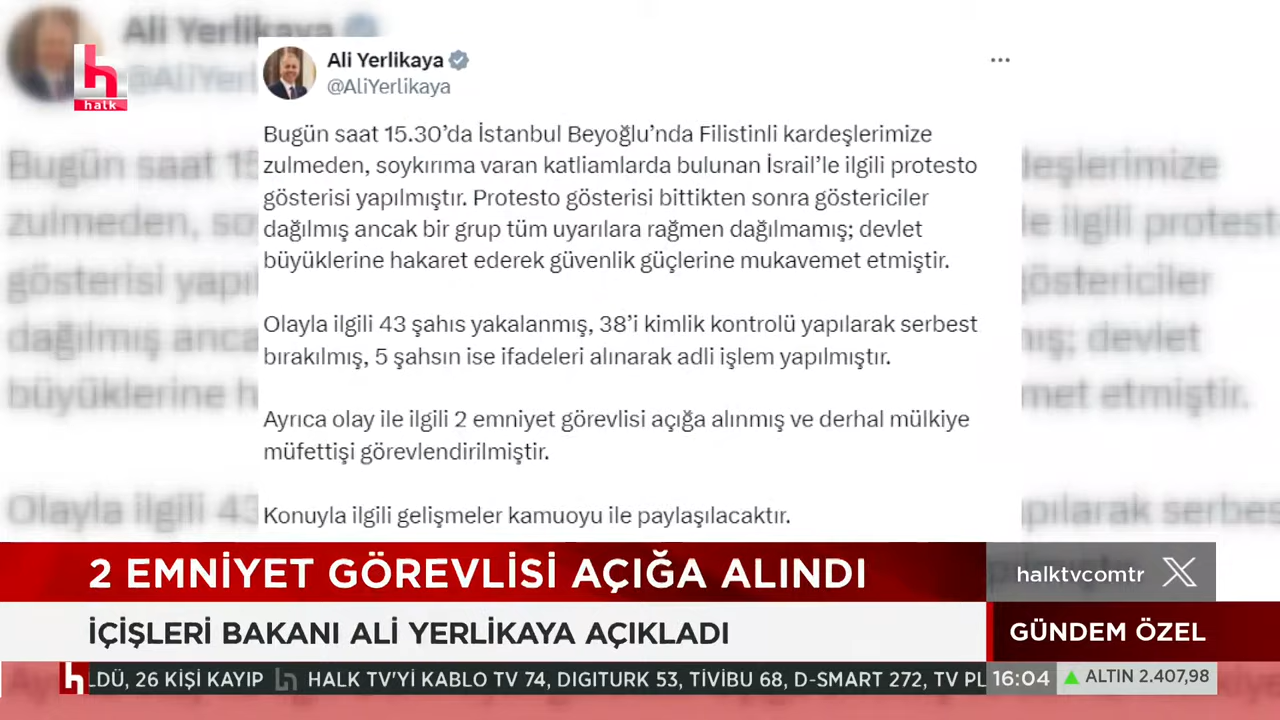 Ali Yerlikaya
@AliYerlikaya
h
halk
Bugün saat 15.30’da İstanbul Beyoğlu’nda Filistinli kardeşlerimize
zulmeden, soykırıma varan katliamlarda bulunan İsrail’le ilgili protesto
gösterisi yapılmıştır. Protesto gösterisi bittikten sonra göstericiler
dağılmış ancak bir grup tüm uyarılara rağmen dağılmamış; devlet
büyüklerine hakaret ederek güvenlik güçlerine mukavemet etmiştir.
Olayla ilgili 43 şahıs yakalanmış, 38’i kimlik kontrolü yapılarak serbest
bırakılmış, 5 şahsın ise ifadeleri alınarak adli işlem yapılmıştır.
Ayrıca olay ile ilgili 2 emniyet görevlisi açığa alınmış ve derhal mülkiye
müfettişi görevlendirilmiştir.
Konuyla ilgili gelişmeler kamuoyu ile paylaşılacaktır.
2 EMNİYET GÖREVLİSİ AÇIĞA ALINDI
halktvcomtr X
İÇİŞLERİ BAKANI ALİ YERLİKAYA AÇIKLADI
GÜNDEM ÖZEL
h LDÜ, 26 KİŞİ KAYIP h HALK TV'Yİ KABLO TV 74, DIGITURK 53, TİVİBU 68, D-SMART 272, TV PL 16:04 ▲ ALTIN 2.407,98